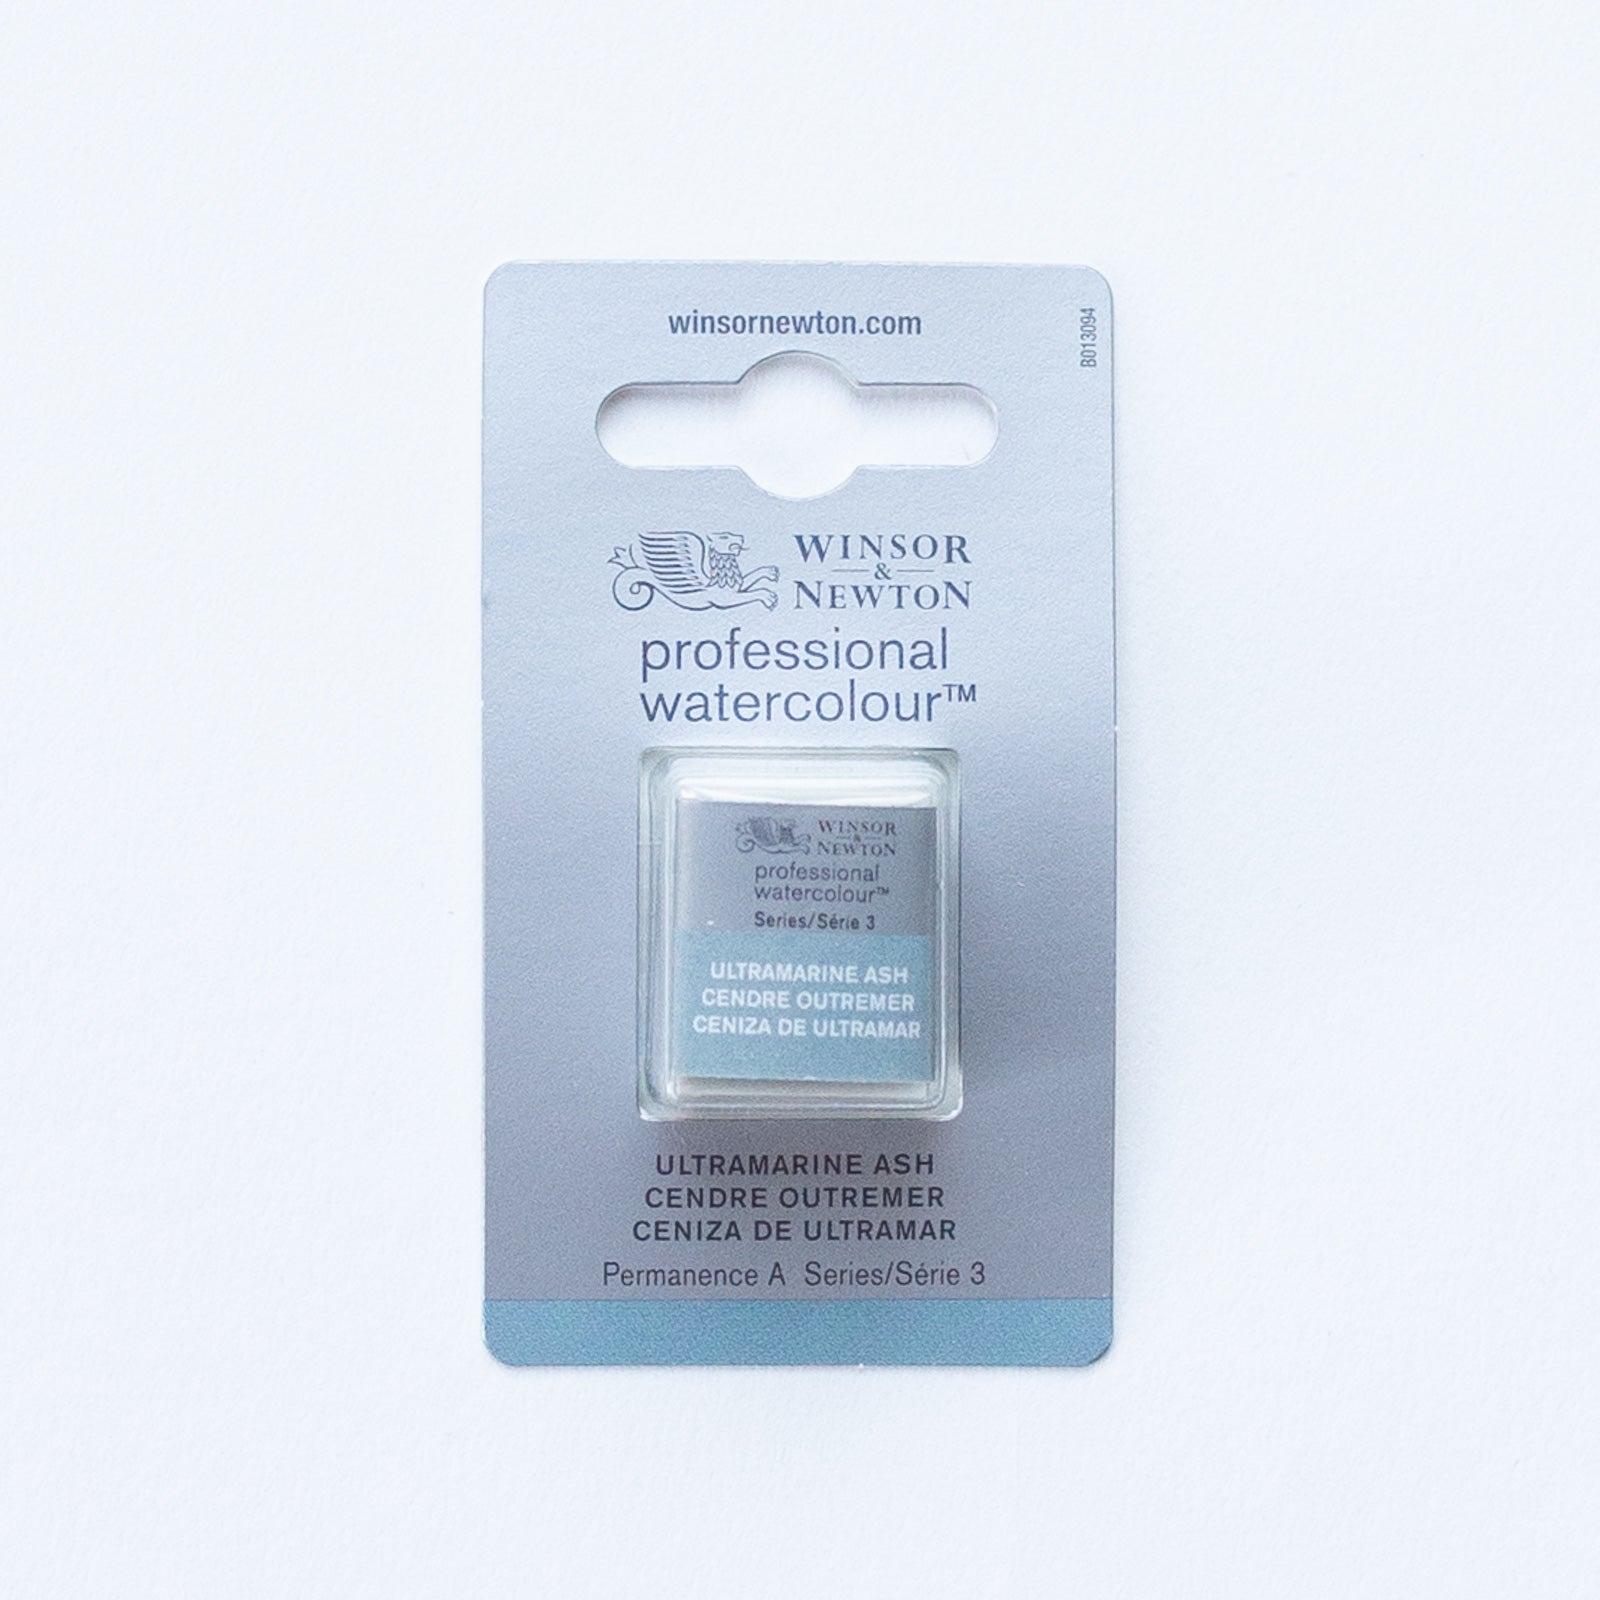 winsornewton.com
B013094
WINSOR
&
NEWTON
professional
watercolour™
WINSOR
&
NEWTON
professional
watercolour™
Series/Série 3
ULTRAMARINE ASH
CENDRE OUTREMER
CENIZA DE ULTRAMAR
ULTRAMARINE ASH
CENDRE OUTREMER
CENIZA DE ULTRAMAR
Permanence A Series/Série 3